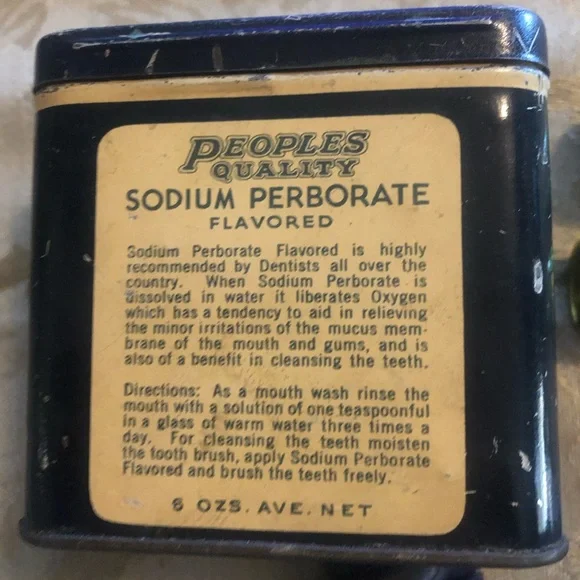 PEOPLES
QUALITY
SODIUM PERBORATE
FLAVORED
Sodium Perborate Flavored is highly
recommended by Dentists all over the
country. When Sodium Perborate is
dissolved in water it liberates Oxygen
which has a tendency to aid in relieving
the minor irritations of the mucus mem-
brane of the mouth and gums, and is
also of a benefit in cleansing the teeth.
Directions: As a mouth wash rinse the
mouth with a solution of one teaspoonful
in a glass of warm water three times a
day. For cleansing the teeth moisten
the tooth brush, apply Sodium Perborate
Flavored and brush the teeth freely.
6 OZS. AVE. NET